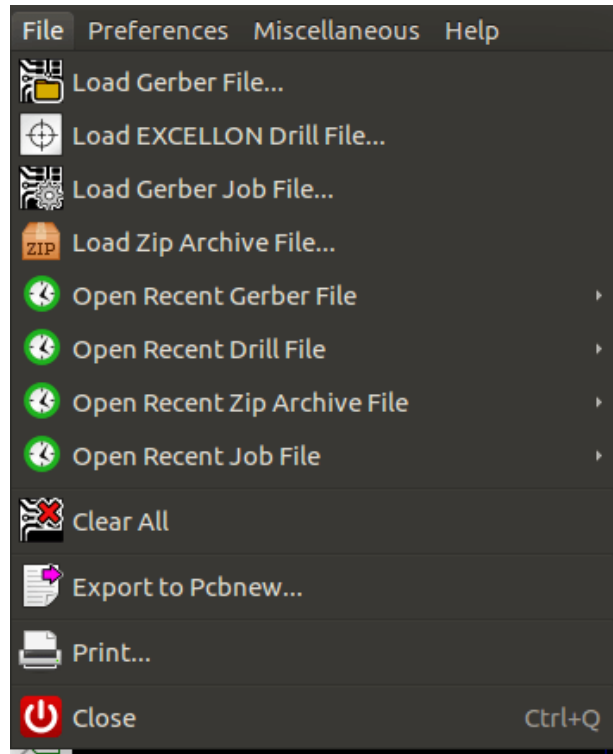 File Preferences Miscellaneous Help
Load Gerber File...
Load EXCELLON Drill File...
Load Gerber Job File...
ZIP Load Zip Archive File...
Open Recent Gerber File
Open Recent Drill File
Open Recent Zip Archive File
Open Recent Job File
Clear All
Export to Pcbnew...
Print...
Close Ctrl+Q